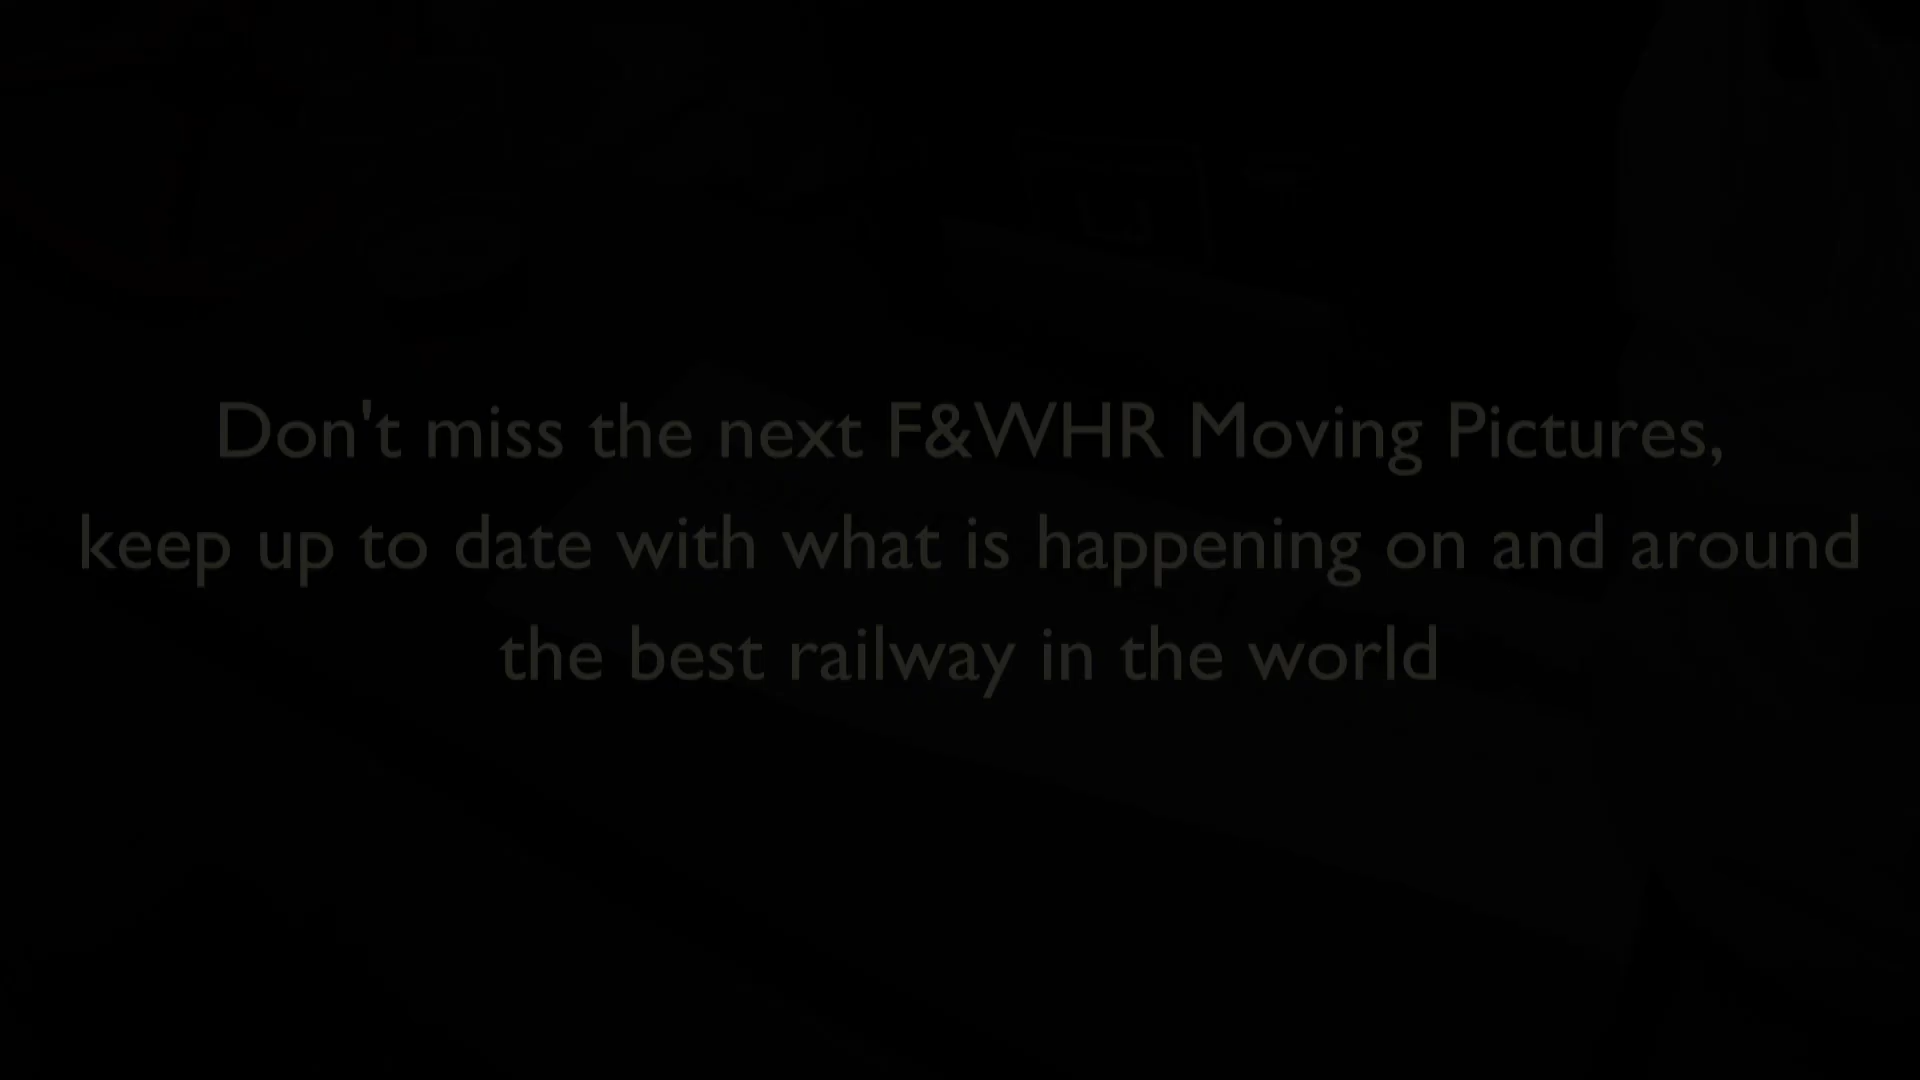 Don't miss the next F&WHR Moving Pictures,
keep up to date with what is happening on and around
the best railway in the world